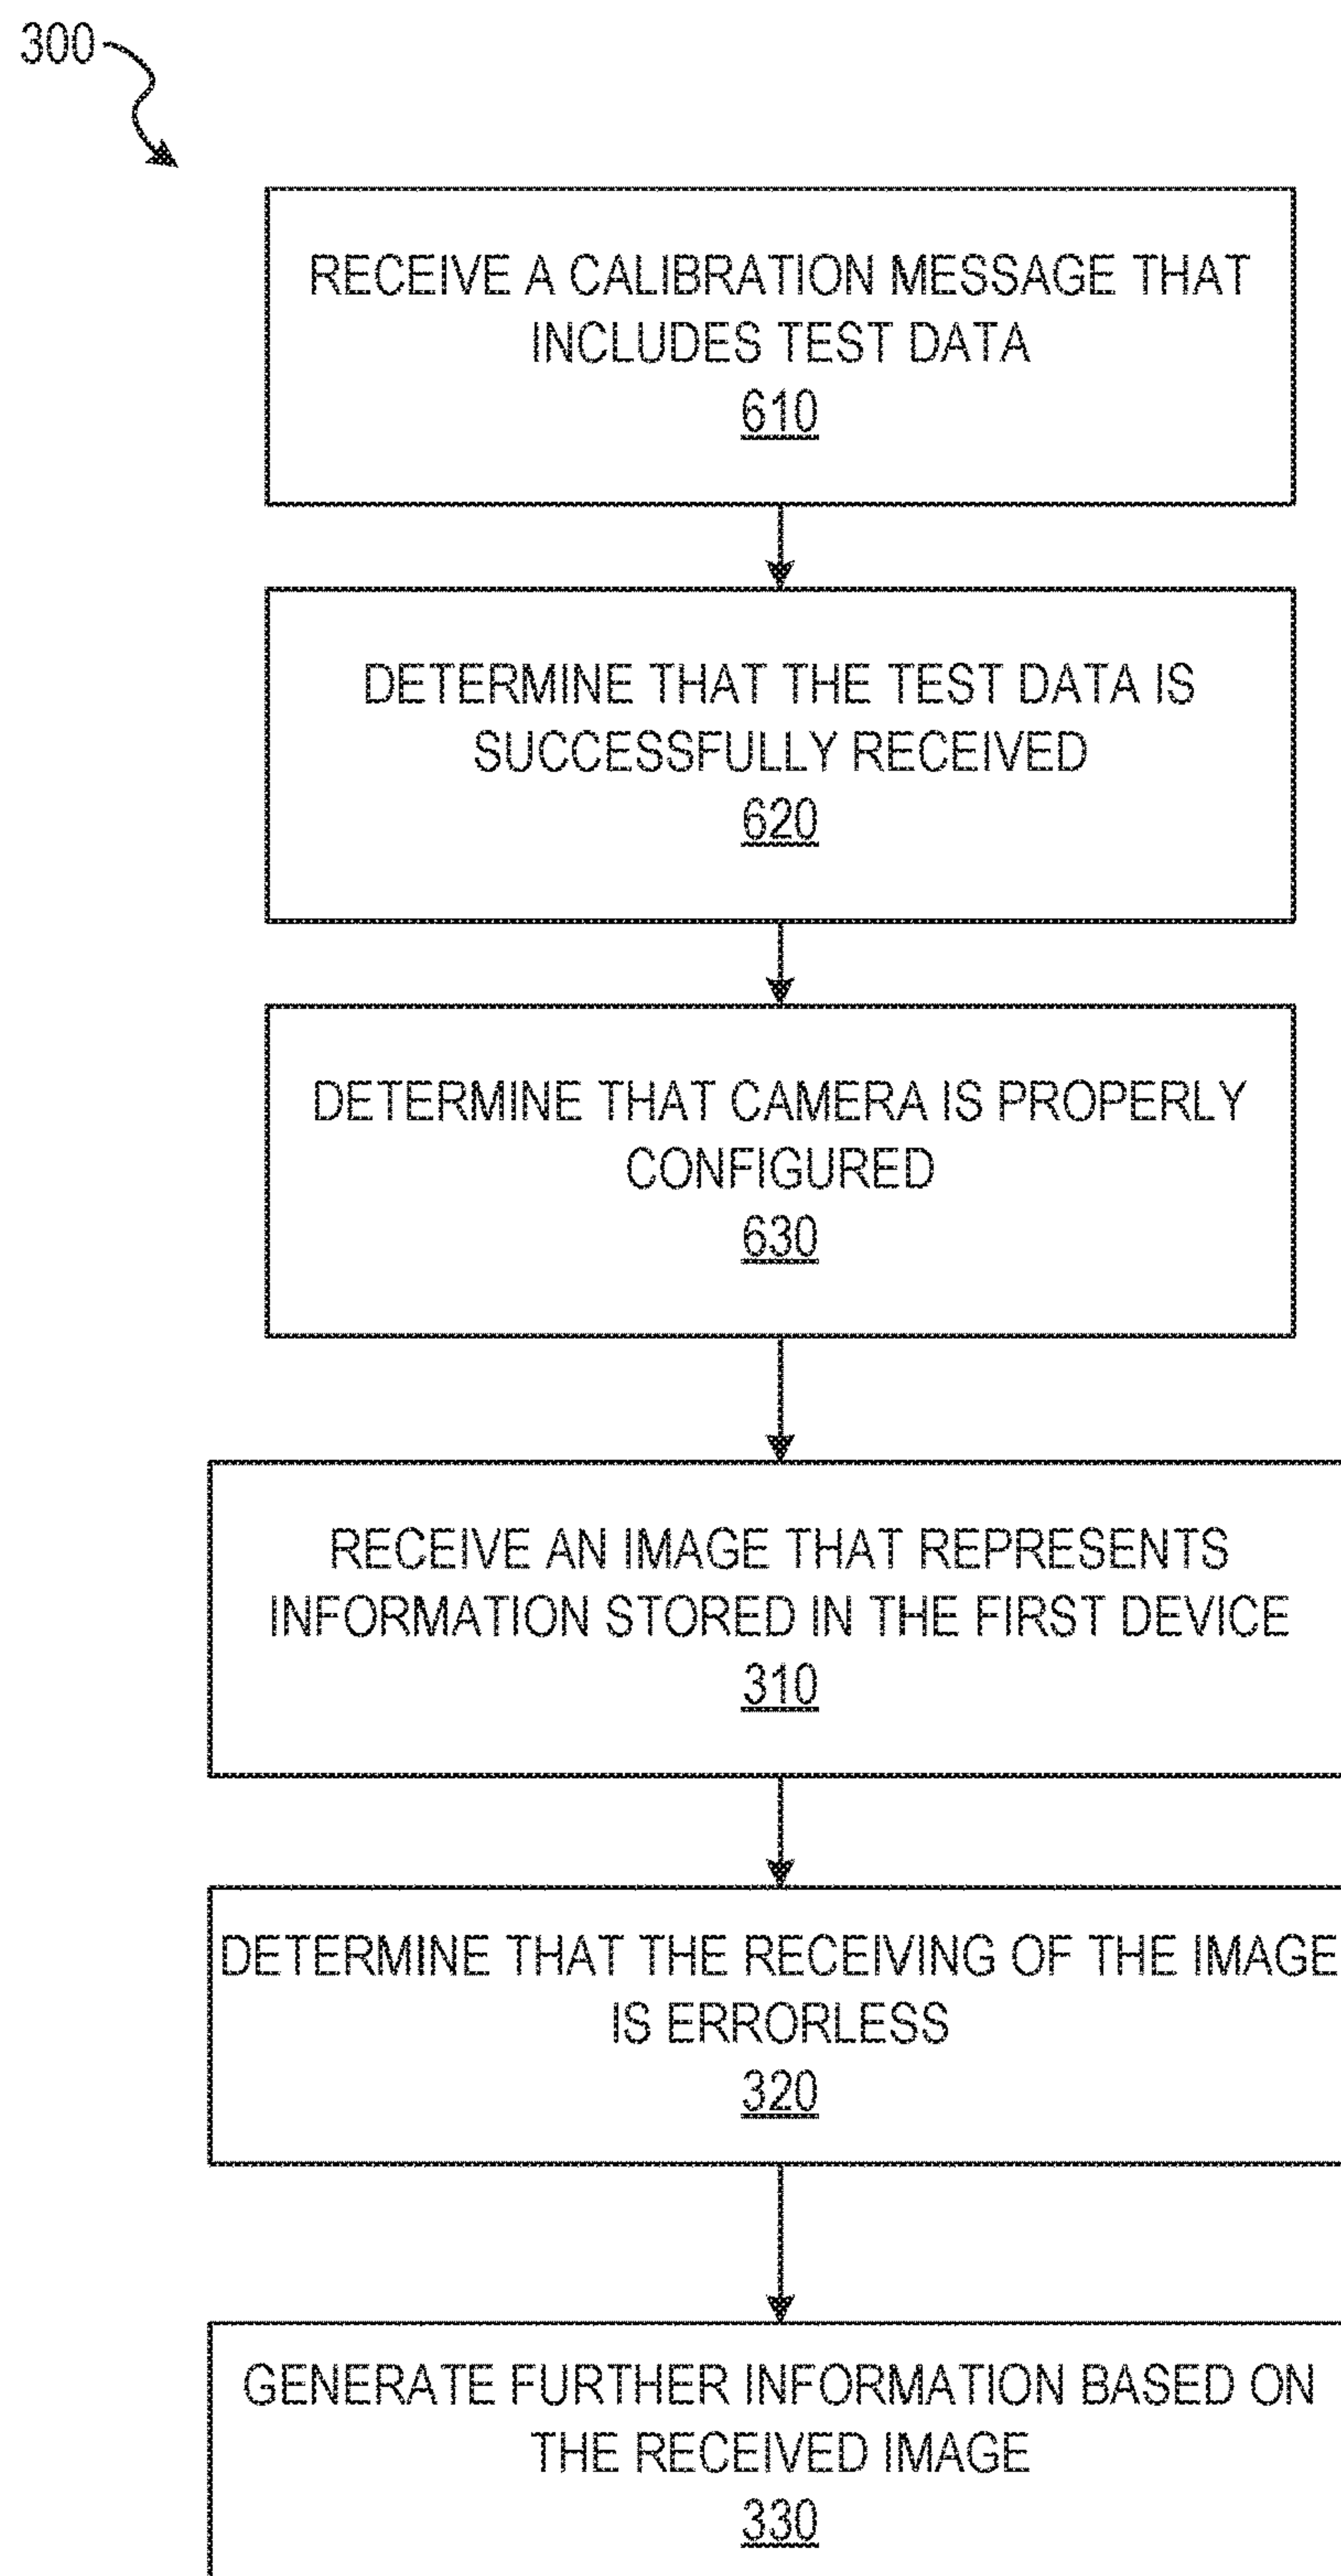 300
RECEIVE A CALIBRATION MESSAGE THAT
INCLUDES TEST DATA
610
DETERMINE THAT THE TEST DATA IS
SUCCESSFULLY RECEIVED
620
DETERMINE THAT CAMERA IS PROPERLY
CONFIGURED
630
RECEIVE AN IMAGE THAT REPRESENTS
INFORMATION STORED IN THE FIRST DEVICE
310
DETERMINE THAT THE RECEIVING OF THE IMAGE
IS ERRORLESS
320
GENERATE FURTHER INFORMATION BASED ON
THE RECEIVED IMAGE
330